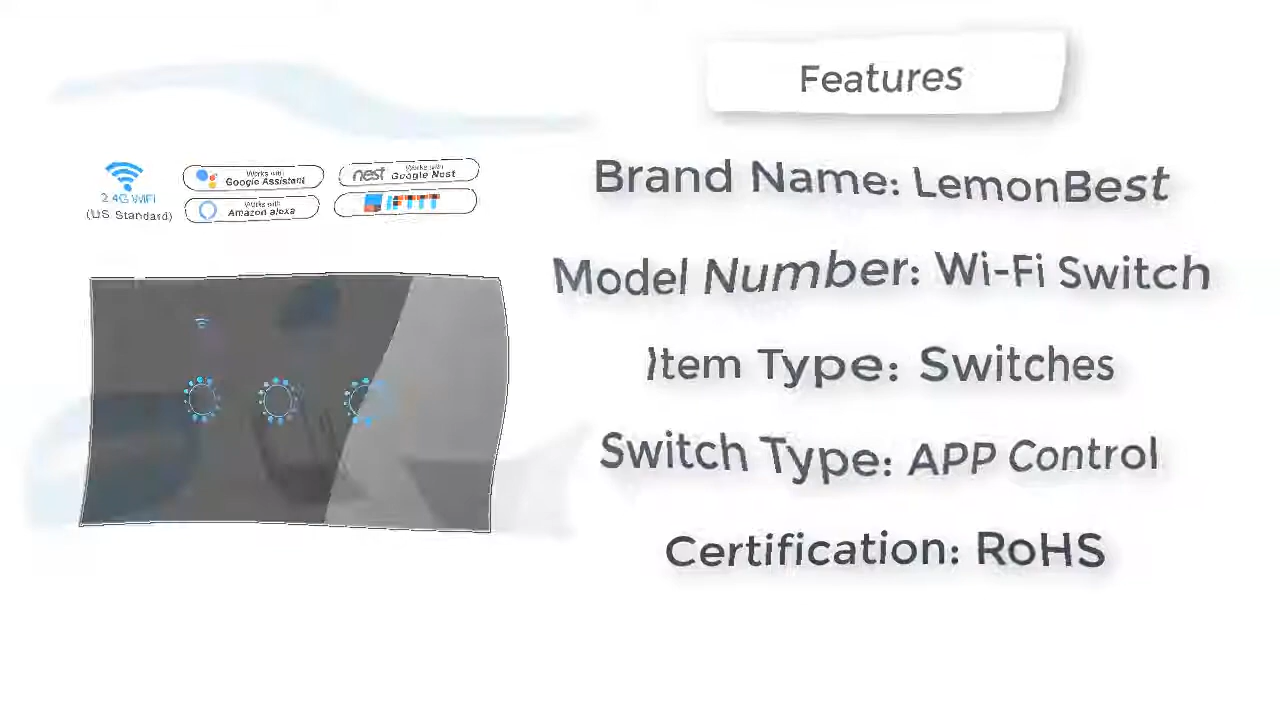 Features
2.4G WIFI
(US Standard)
Works with
Google Assistant
nest
Works with
Google Nest
Works with
Amazon alexa
IFTTT
Brand Name: LemonBest
Model Number: Wi-Fi Switch
Item Type: Switches
Switch Type: APP Control
Certification: RoHS